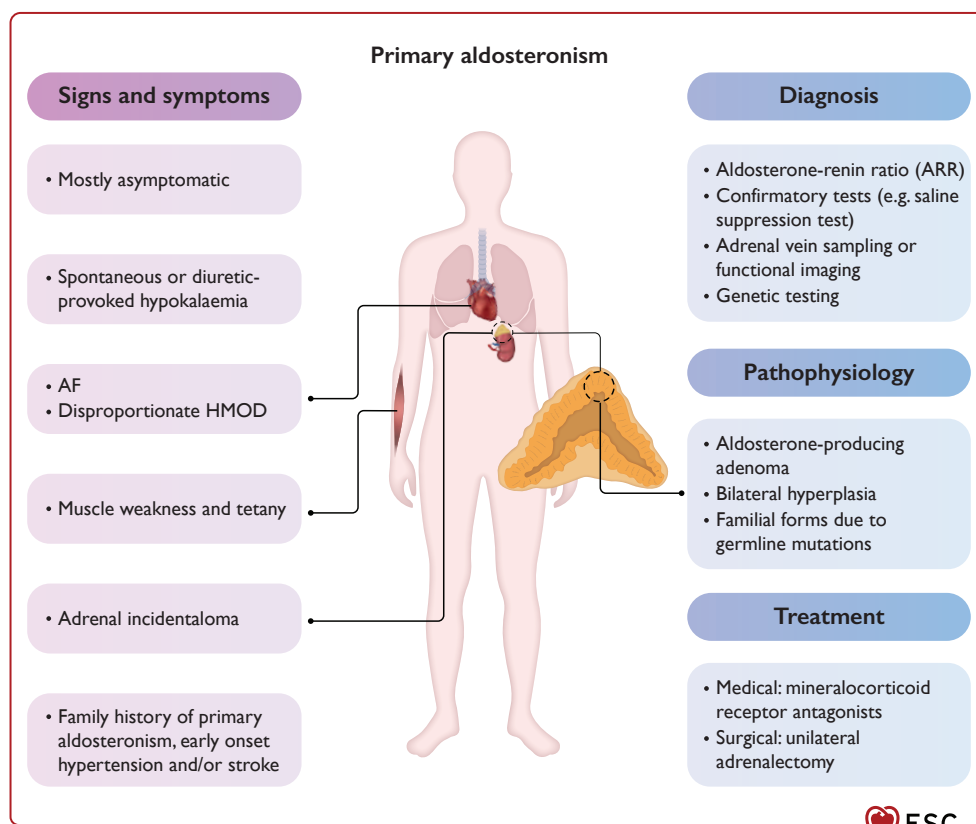 Primary aldosteronism
Signs and symptoms
• Mostly asymptomatic
• Spontaneous or diuretic-
provoked hypokalaemia
• AF
• Disproportionate HMOD
• Muscle weakness and tetany
• Adrenal incidentaloma
• Family history of primary
aldosteronism, early onset
hypertension and/or stroke
Diagnosis
• Aldosterone-renin ratio (ARR)
• Confirmatory tests (e.g. saline
suppression test)
• Adrenal vein sampling or
functional imaging
• Genetic testing
Pathophysiology
• Aldosterone-producing
adenoma
• Bilateral hyperplasia
• Familial forms due to
germline mutations
Treatment
• Medical: mineralocorticoid
receptor antagonists
• Surgical: unilateral
adrenalectomy
ESC